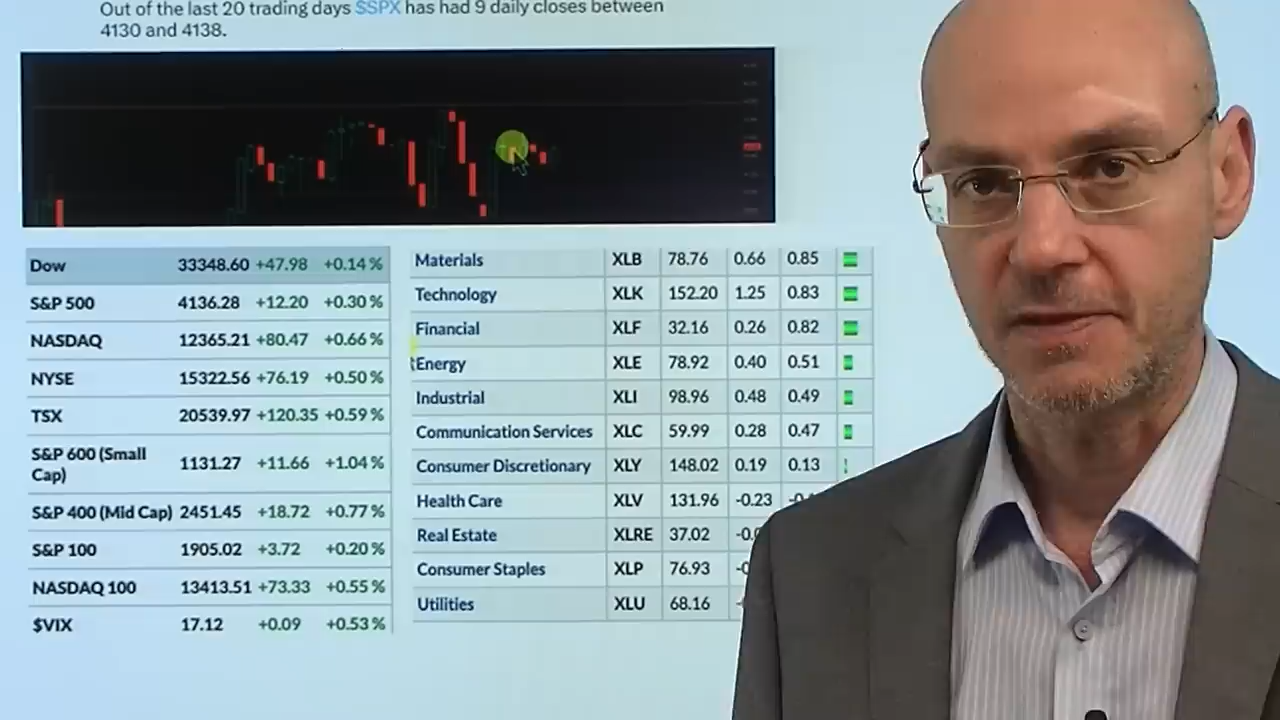 Out of the last 20 trading days $SPX has had 9 daily closes between
4130 and 4138.
Dow 33348.60 +47.98 +0.14%
S&P 500 4136.28 +12.20 +0.30%
NASDAQ 12365.21 +80.47 +0.66%
NYSE 15322.56 +76.19 +0.50%
TSX 20539.97 +120.35 +0.59%
S&P 600 (Small
Cap) 1131.27 +11.66 +1.04%
S&P 400 (Mid Cap) 2451.45 +18.72 +0.77%
S&P 100 1905.02 +3.72 +0.20%
NASDAQ 100 13413.51 +73.33 +0.55%
$VIX 17.12 +0.09 +0.53%
Materials XLB 78.76 0.66 0.85
Technology XLK 152.20 1.25 0.83
Financial XLF 32.16 0.26 0.82
Energy XLE 78.92 0.40 0.51
Industrial XLI 98.96 0.48 0.49
Communication Services XLC 59.99 0.28 0.47
Consumer Discretionary XLY 148.02 0.19 0.13
Health Care XLV 131.96 -0.23
Real Estate XLRE 37.02
Consumer Staples XLP 76.93
Utilities XLU 68.16